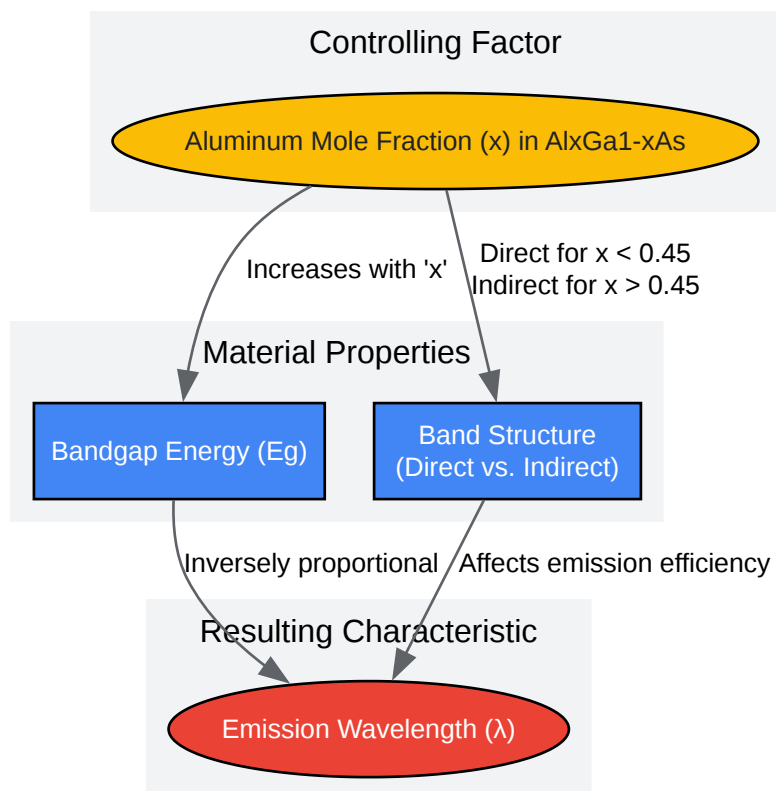 Controlling Factor
Aluminum Mole Fraction (x) in AlxGa1-xAs
Increases with 'x'
Direct for x < 0.45
Indirect for x > 0.45
Material Properties
Bandgap Energy (Eg)
Band Structure
(Direct vs. Indirect)
Inversely proportional
Affects emission efficiency
Resulting Characteristic
Emission Wavelength (λ)